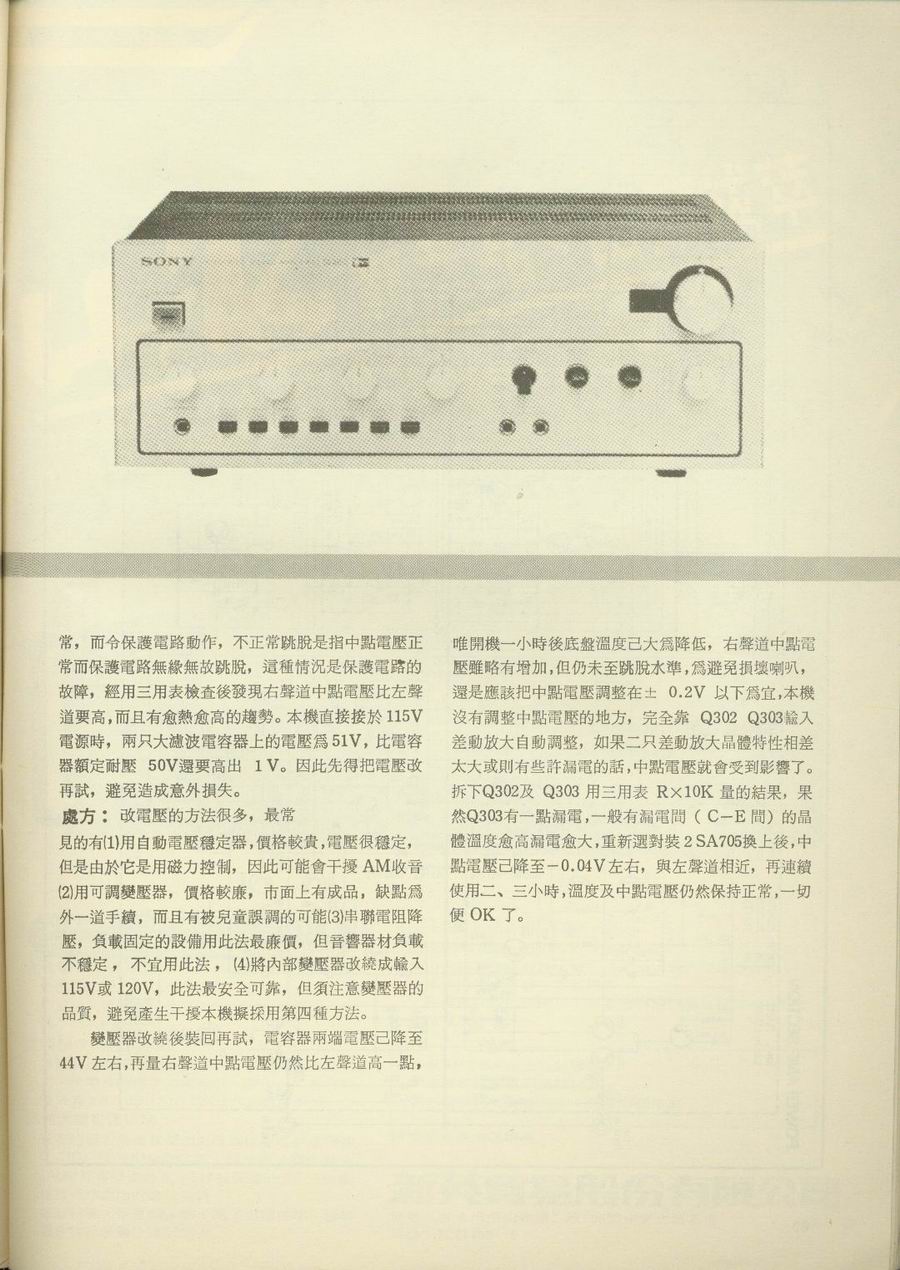 SONY
常，而令保護電路動作，不正常跳脫是指中點電壓正
常而保護電路無緣無故跳脫，這種情況是保護電路的
故障，經用三用表檢查後發現右聲道中點電壓比左聲
道要高，而且有愈熱愈高的趨勢。本機直接接於115V
電源時，兩只大濾波電容器上的電壓爲51V，比電容
器額定耐壓 50V還要高出 1V。因此先得把電壓改
再試，避免造成意外損失。
處方：改電壓的方法很多，最常
見的有⑴用自動電壓穩定器，價格較貴，電壓很穩定，
但是由於它是用磁力控制，因此可能會干擾AM收音
⑵用可調變壓器，價格較廉，市面上有成品，缺點爲
外一道手續，而且有被兒童誤調的可能⑶串聯電阻降
壓，負載固定的設備用此法最廉價，但音響器材負載
不穩定，不宜用此法，⑷將內部變壓器改繞成輸入
115V或120V，此法最安全可靠，但須注意變壓器的
品質，避免產生干擾本機擬採用第四種方法。
變壓器改繞後裝回再試，電容器兩端電壓已降至
44V左右，再量右聲道中點電壓仍然比左聲道高一點，
唯開機一小時後底盤溫度已大爲降低，右聲道中點電
壓雖略有增加，但仍未至跳脫水準，爲避免損壞喇叭，
還是應該把中點電壓調整在± 0.2V 以下爲宜，本機
沒有調整中點電壓的地方，完全靠 Q302 Q303輸入
差動放大自動調整，如果二只差動放大晶體特性相差
太大或則有些許漏電的話，中點電壓就會受到影響了。
拆下Q302及 Q303 用三用表 R×10K 量的結果，果
然Q303有一點漏電，一般有漏電間（C－E間）的晶
體溫度愈高漏電愈大，重新選對裝2SA705換上後，中
點電壓已降至－0.04V左右，與左聲道相近，再連續
使用二、三小時，溫度及中點電壓仍然保持正常，一切
便 OK 了。